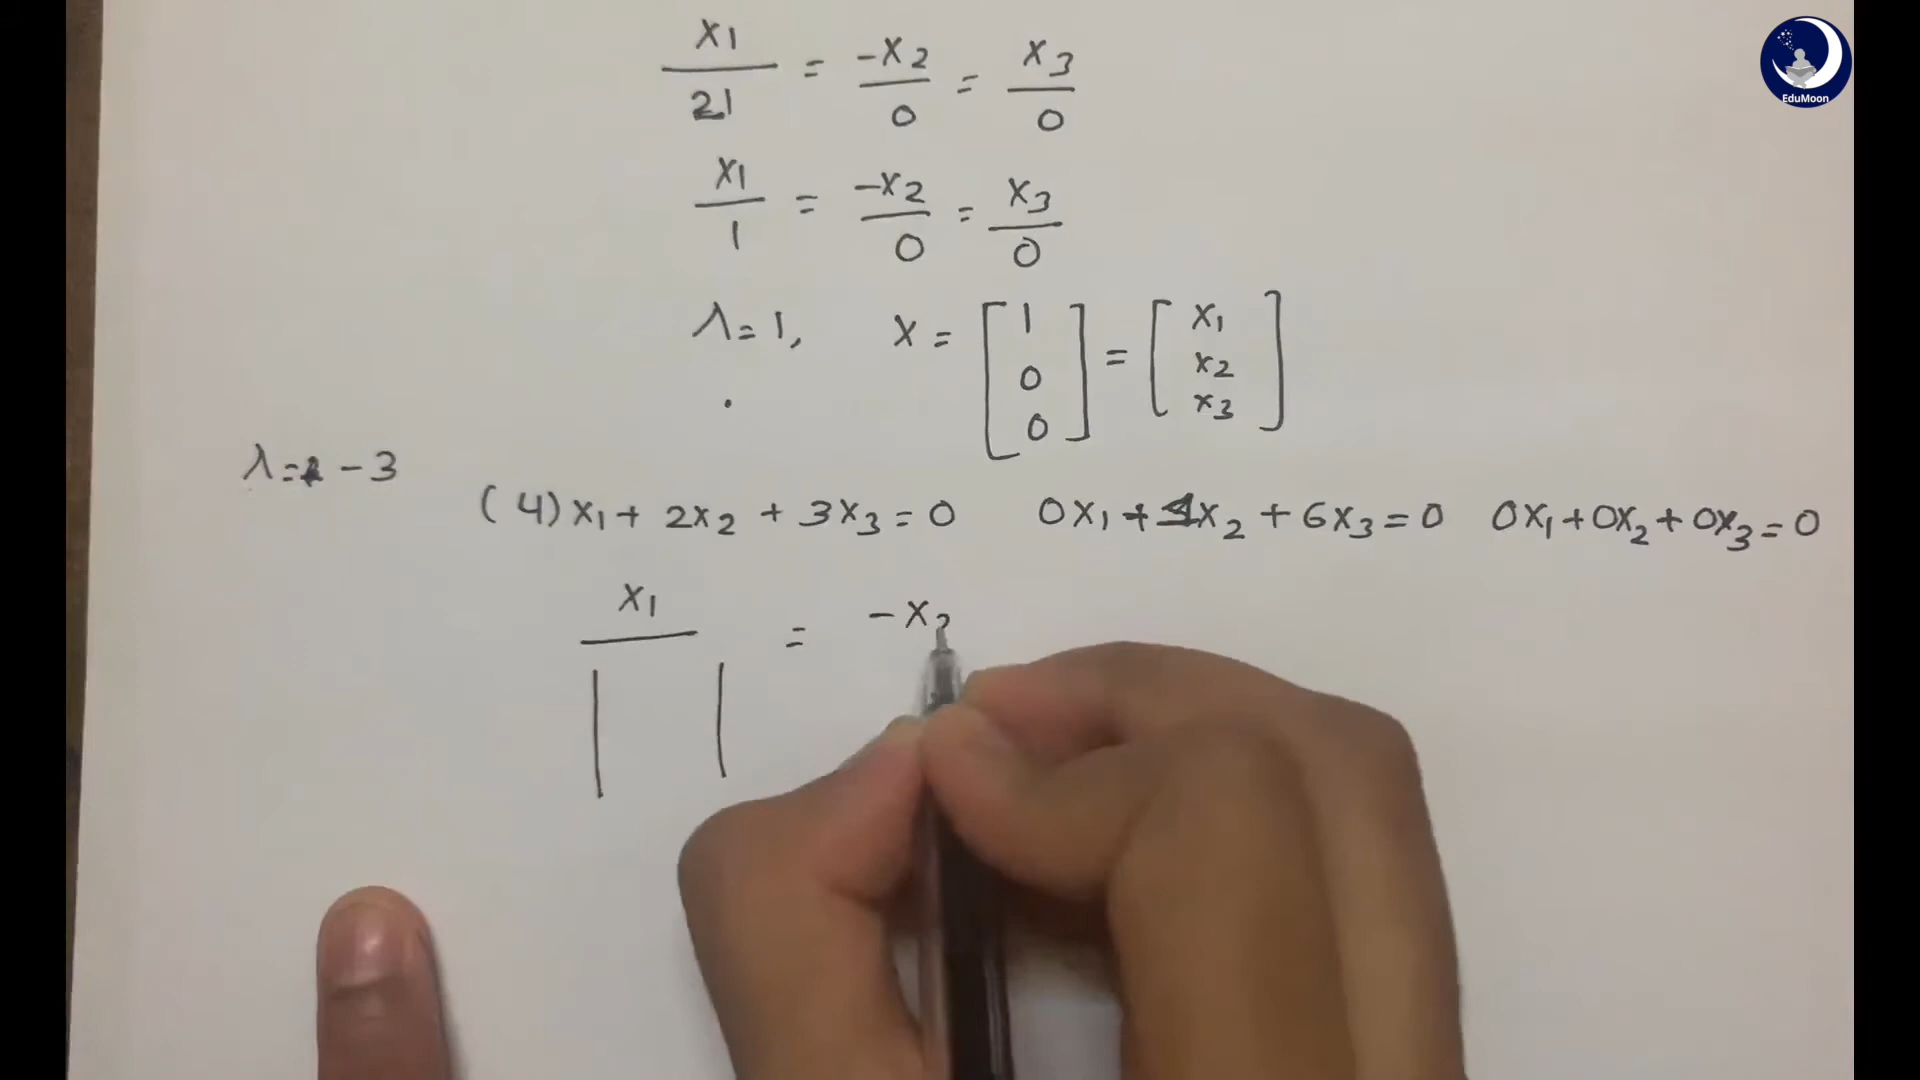 EduMoon
x1/21 = -x2/0 = x3/0
x1/1 = -x2/0 = x3/0
λ=1, x = [1 0 0] = [x1 x2 x3]
λ= -3
(4)x1 + 2x2 + 3x3 = 0 0x1 + x2 + 6x3 = 0 0x1 + 0x2 + 0x3 = 0
x1 = -x2